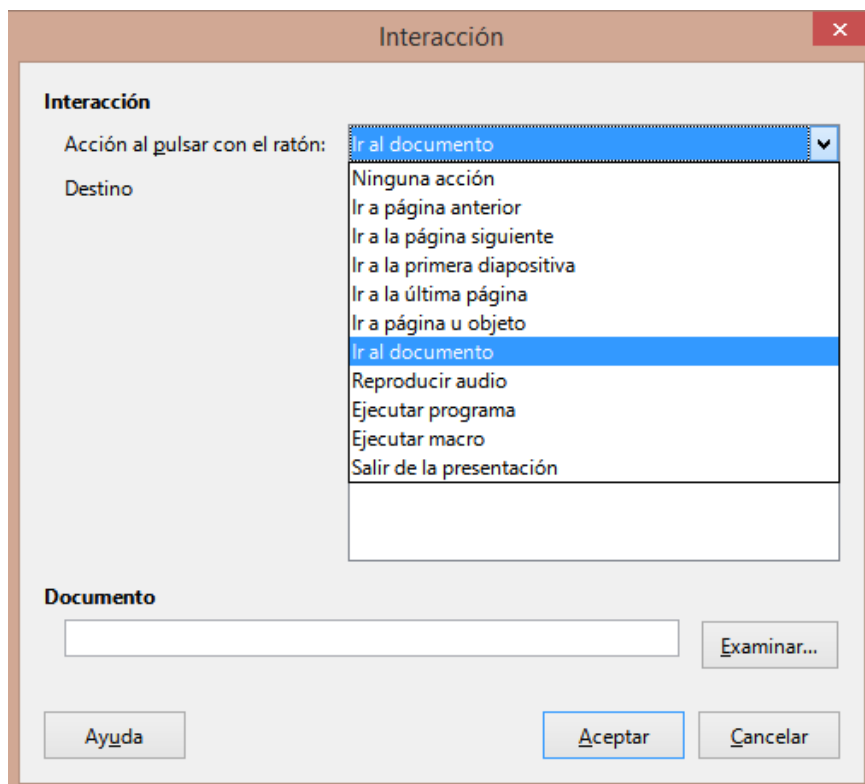 Interacción
Interacción
Acción al pulsar con el ratón:
Ir al documento
Destino
Ninguna acción
Ir a página anterior
Ir a la página siguiente
Ir a la primera diapositiva
Ir a la última página
Ir a página u objeto
Ir al documento
Reproducir audio
Ejecutar programa
Ejecutar macro
Salir de la presentación
Documento
Examinar...
Ayuda
Aceptar
Cancelar